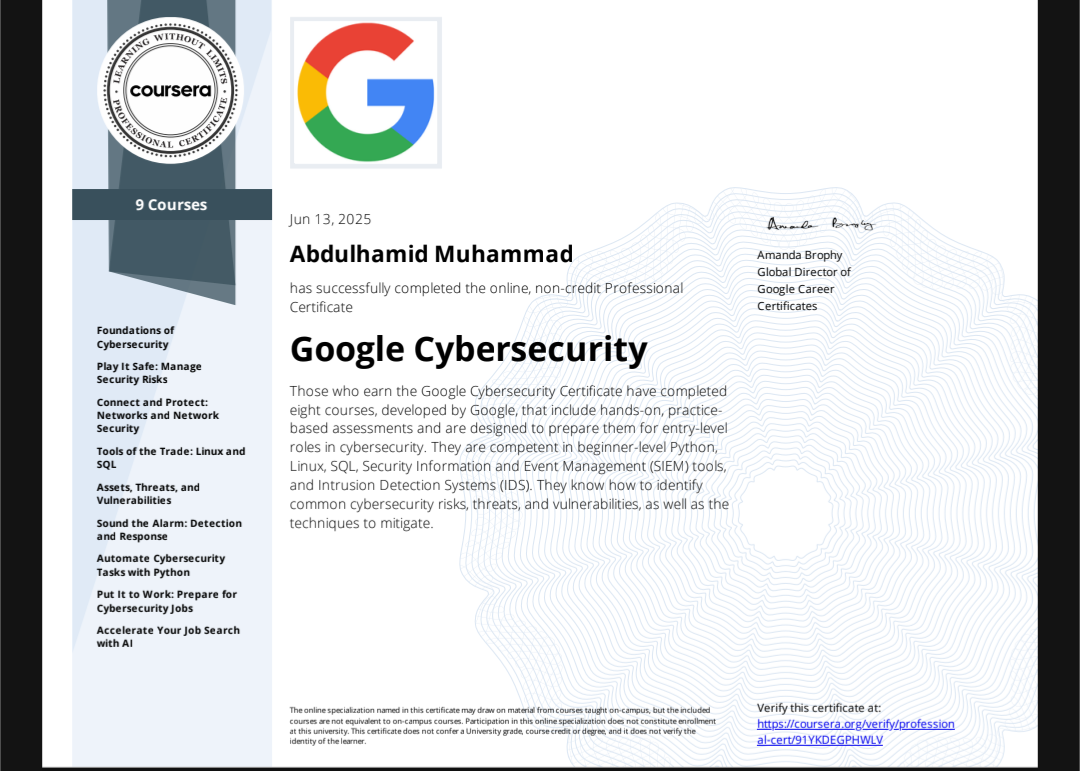 LEARNING WITHOUT LIMITS
coursera
PROFESSIONAL CERTIFICATE
9 Courses
Foundations of
Cybersecurity
Play It Safe: Manage
Security Risks
Connect and Protect:
Networks and Network
Security
Tools of the Trade: Linux and
SQL
Assets, Threats, and
Vulnerabilities
Sound the Alarm: Detection
and Response
Automate Cybersecurity
Tasks with Python
Put It to Work: Prepare for
Cybersecurity Jobs
Accelerate Your Job Search
with AI
G
Jun 13, 2025
Abdulhamid Muhammad
has successfully completed the online, non-credit Professional
Certificate
Google Cybersecurity
Those who earn the Google Cybersecurity Certificate have completed
eight courses, developed by Google, that include hands-on, practice-
based assessments and are designed to prepare them for entry-level
roles in cybersecurity. They are competent in beginner-level Python,
Linux, SQL, Security Information and Event Management (SIEM) tools,
and Intrusion Detection Systems (IDS). They know how to identify
common cybersecurity risks, threats, and vulnerabilities, as well as the
techniques to mitigate.
Amanda Brophy
Amanda Brophy
Global Director of
Google Career
Certificates
The online specialization named in this certificate may draw on material from courses taught on-campus, but the included
courses are not equivalent to on-campus courses. Participation in this online specialization does not constitute enrollment
at this university. This certificate does not confer a University grade, course credit or degree, and it does not verify the
identity of the learner.
Verify this certificate at:
https://coursera.org/verify/profession
al-cert/91YKDEGPHWLV